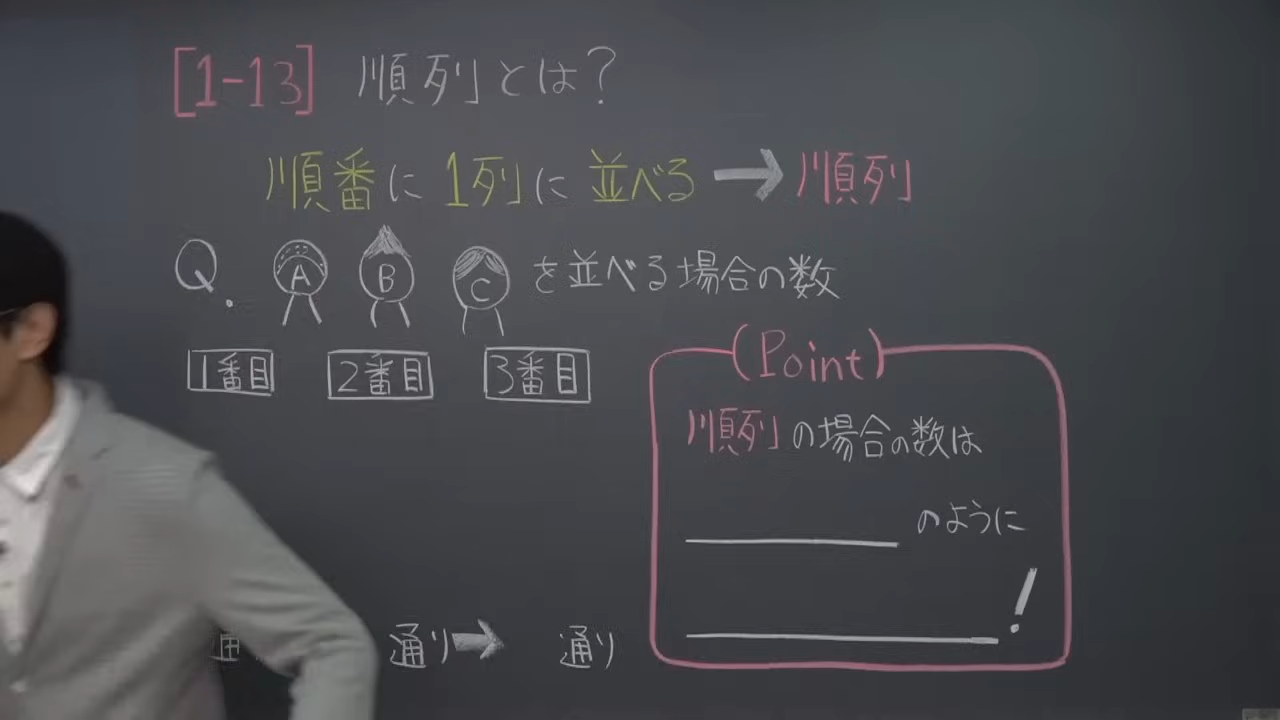 [1-13] 順列とは?
順番に1列に並べる→順列
Q. A B C を並べる場合の数
1番目 2番目 3番目
(Point)
順列の場合の数は
のように
!
通り→ 通り